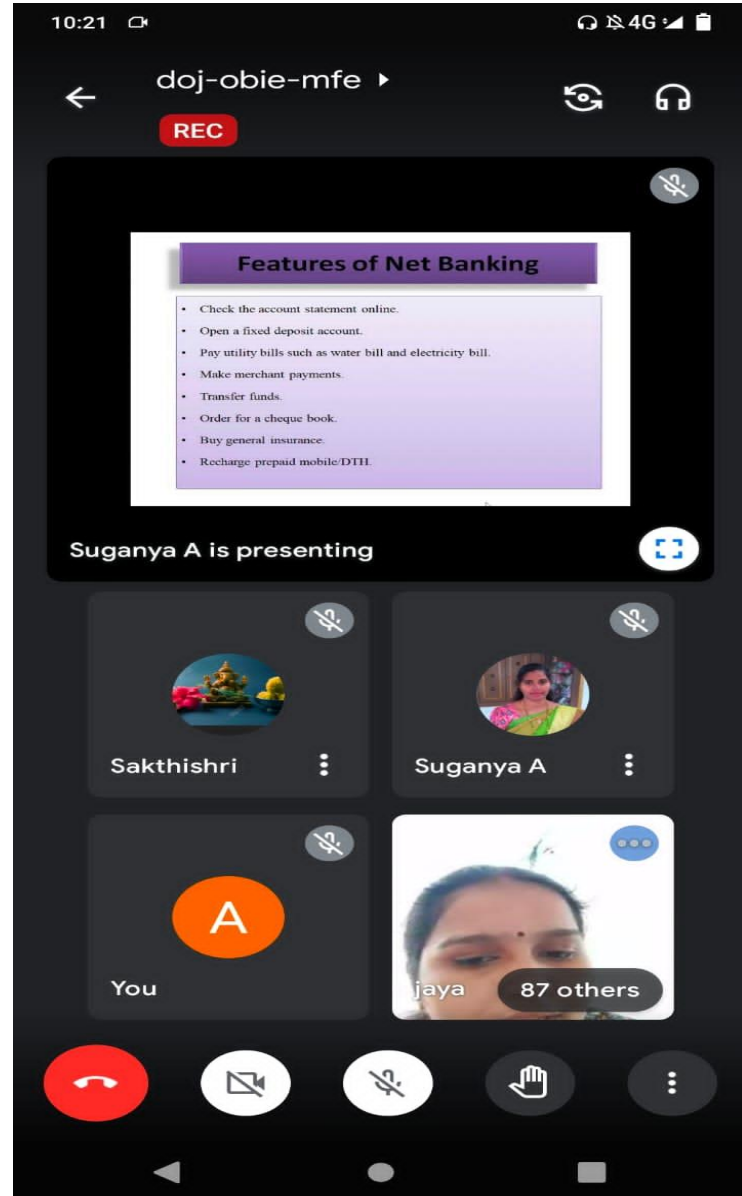 10:21
4G
doj-obie-mfe
REC
Features of Net Banking
• Check the account statement online.
• Open a fixed deposit account.
• Pay utility bills such as water bill and electricity bill.
• Make merchant payments.
• Transfer funds.
• Order for a cheque book.
• Buy general insurance.
• Recharge prepaid mobile/DTH.
Suganya A is presenting
Sakthishri
Suganya A
A
You
jaya
87 others